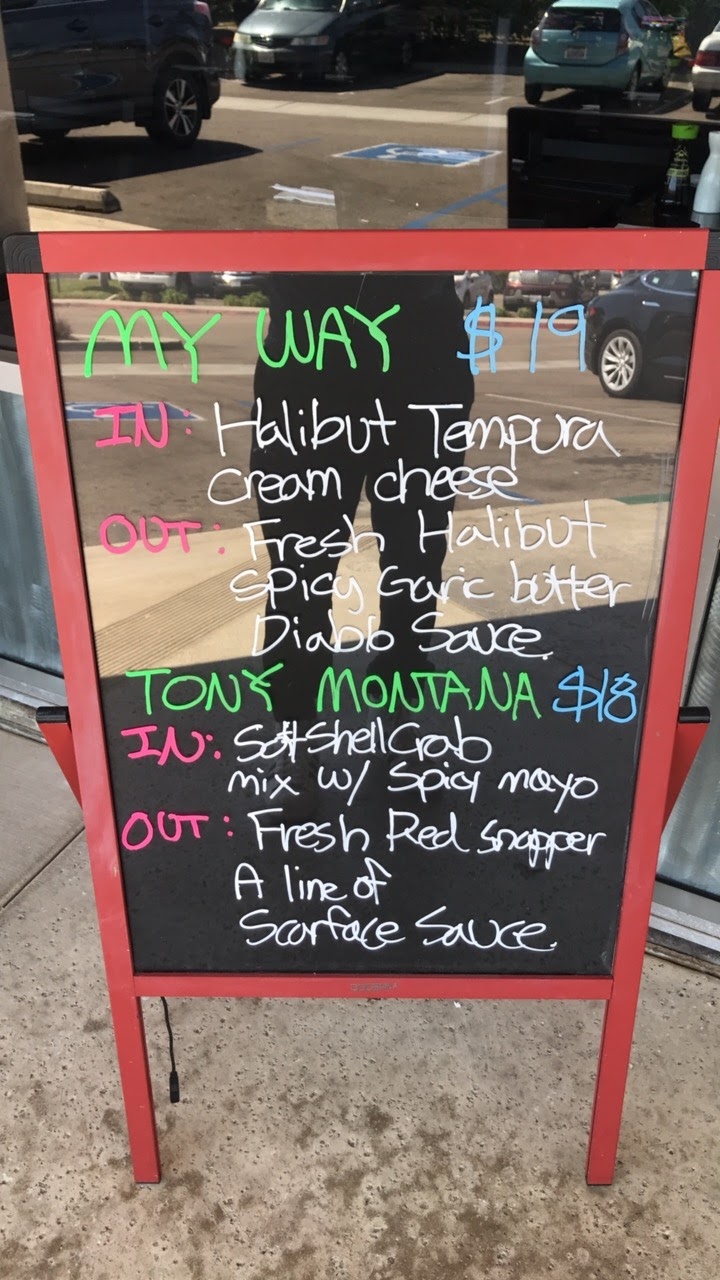 MY WAY $19
IN: Halibut Tempura
cream cheese
OUT: Fresh Halibut
Spicy Garic butter
Diablo Sauce.
TONY MONTANA $18
IN: SoftShellCrab
mix w/ Spicy mayo
OUT: Fresh Red snapper
A line of
Scarface Sauce.